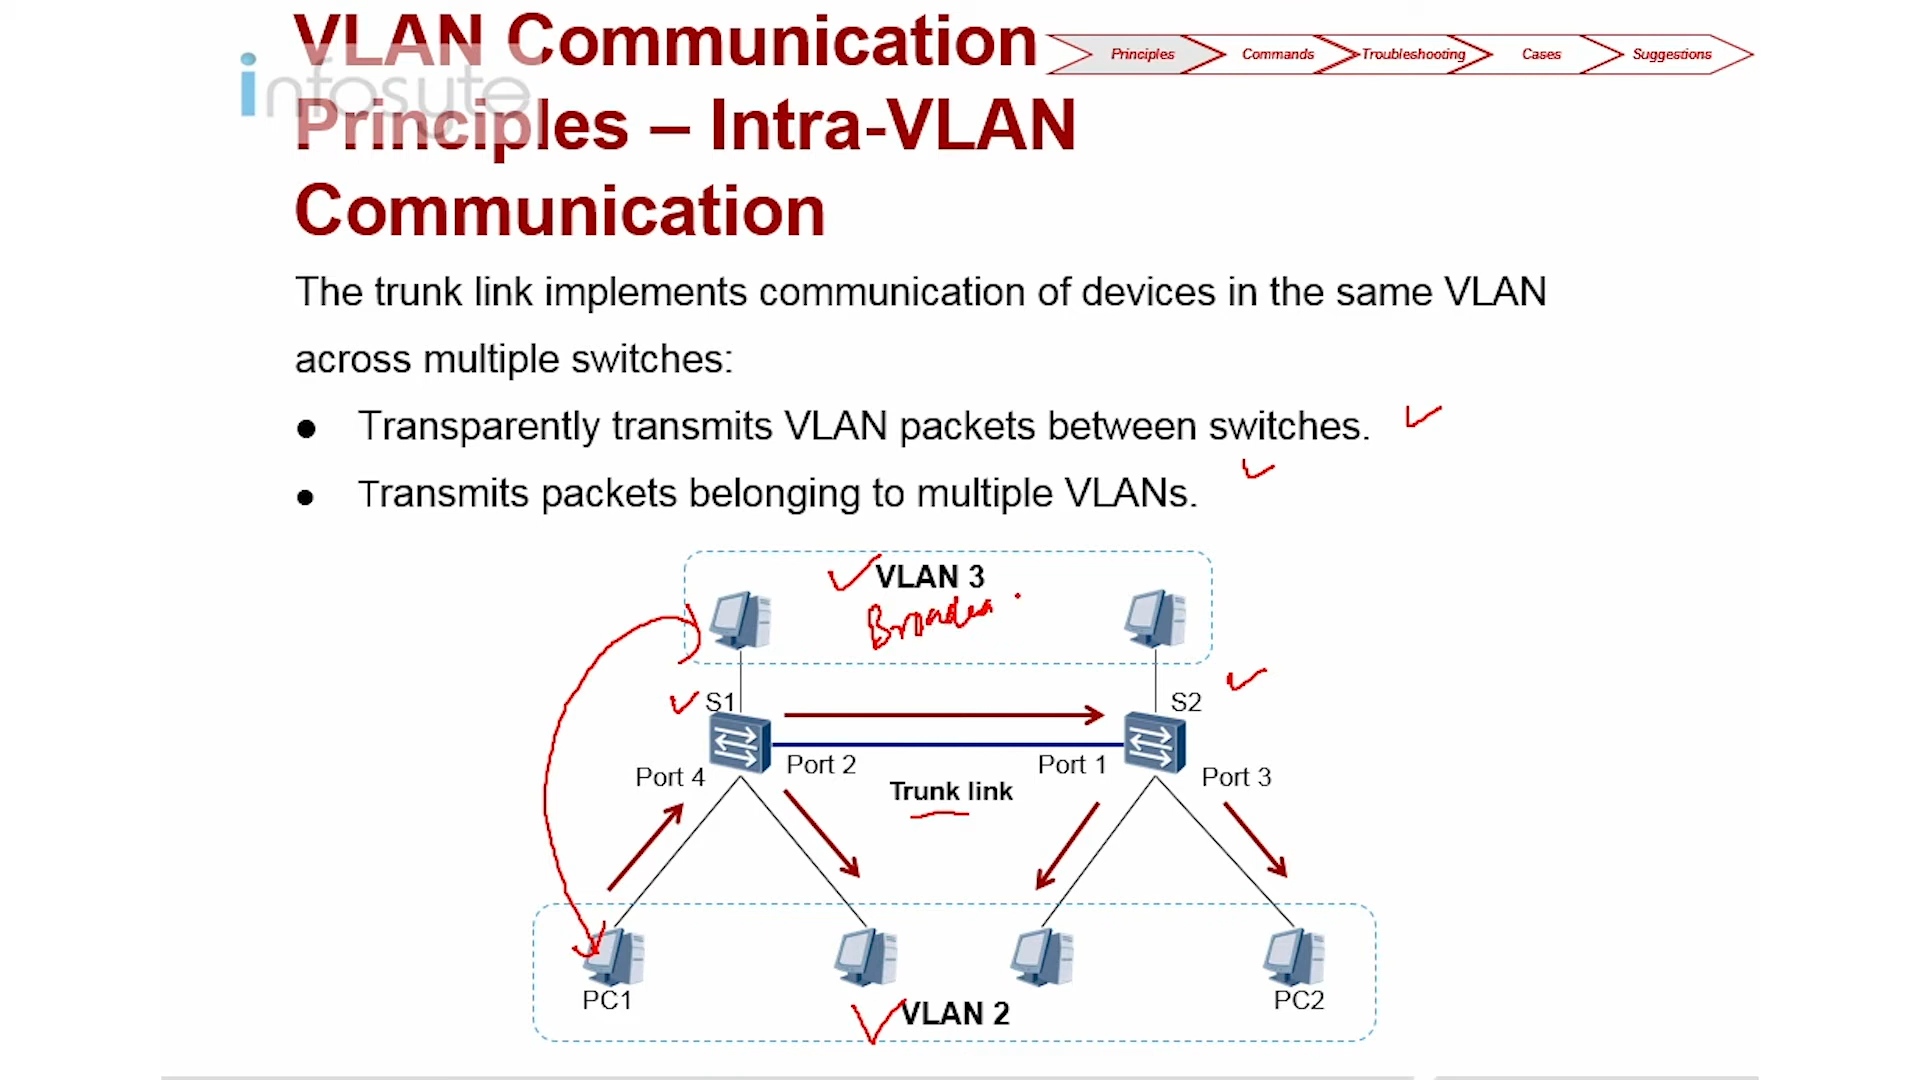 VLAN Communication
Principles – Intra-VLAN
Communication
infosyte
Principles
Commands
Troubleshooting
Cases
Suggestions
The trunk link implements communication of devices in the same VLAN
across multiple switches:
● Transparently transmits VLAN packets between switches.
● Transmits packets belonging to multiple VLANs.
VLAN 3
S1
S2
Port 4
Port 2
Port 1
Port 3
Trunk link
PC1
PC2
VLAN 2